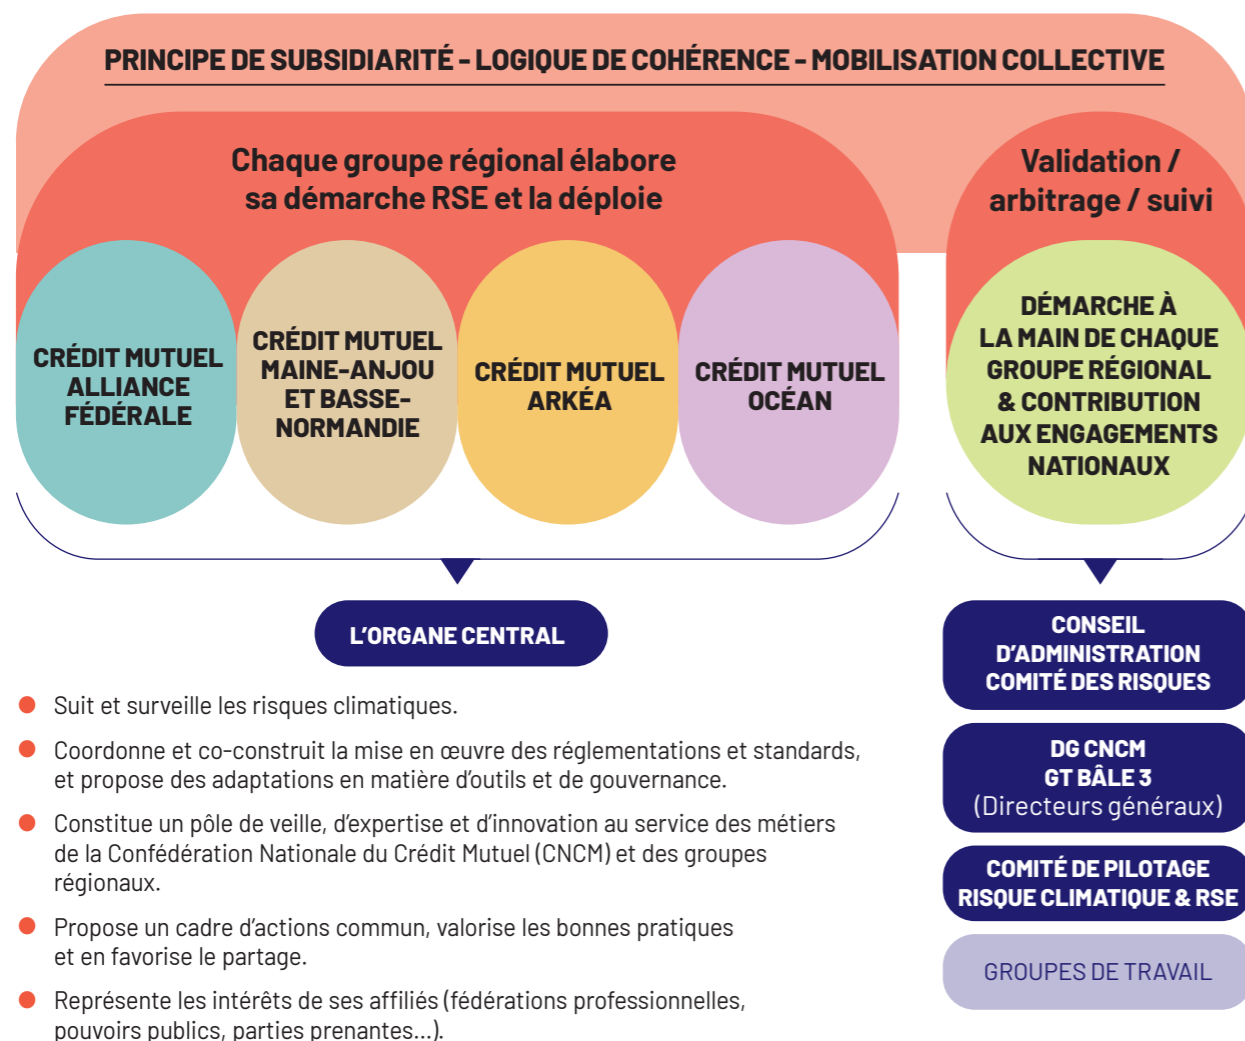 PRINCIPE DE SUBSIDIARITÉ - LOGIQUE DE COHÉRENCE - MOBILISATION COLLECTIVE
Chaque groupe régional élabore
sa démarche RSE et la déploie
CRÉDIT MUTUEL
ALLIANCE
FÉDÉRALE
CRÉDIT MUTUEL
MAINE-ANJOU
ET BASSE-
NORMANDIE
CRÉDIT MUTUEL
ARKÉA
CRÉDIT MUTUEL
OCÉAN
Validation /
arbitrage / suivi
DÉMARCHE À
LA MAIN DE CHAQUE
GROUPE RÉGIONAL
& CONTRIBUTION
AUX ENGAGEMENTS
NATIONAUX
L'ORGANE CENTRAL
● Suit et surveille les risques climatiques.
● Coordonne et co-construit la mise en œuvre des réglementations et standards,
et propose des adaptations en matière d'outils et de gouvernance.
● Constitue un pôle de veille, d'expertise et d'innovation au service des métiers
de la Confédération Nationale du Crédit Mutuel (CNCM) et des groupes
régionaux.
● Propose un cadre d'actions commun, valorise les bonnes pratiques
et en favorise le partage.
● Représente les intérêts de ses affiliés (fédérations professionnelles,
pouvoirs publics, parties prenantes...).
CONSEIL
D'ADMINISTRATION
COMITÉ DES RISQUES
DG CNCM
GT BÂLE 3
(Directeurs généraux)
COMITÉ DE PILOTAGE
RISQUE CLIMATIQUE & RSE
GROUPES DE TRAVAIL